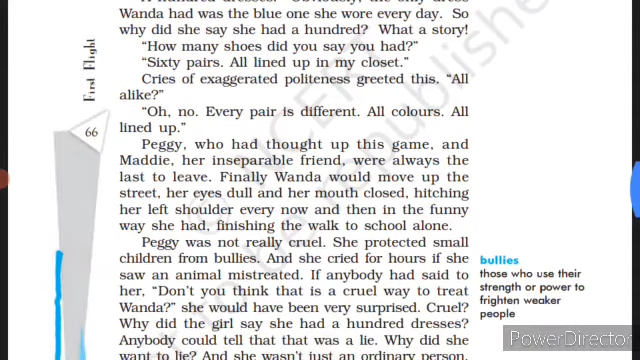 Wanda had was the blue one she wore every day. So
why did she say she had a hundred? What a story!
"How many shoes did you say you had?"
"Sixty pairs. All lined up in my closet."
Cries of exaggerated politeness greeted this. "All
alike?"
"Oh, no. Every pair is different. All colours. All
lined up."
Peggy, who had thought up this game, and
Maddie, her inseparable friend, were always the
last to leave. Finally Wanda would move up the
street, her eyes dull and her mouth closed, hitching
her left shoulder every now and then in the funny
way she had, finishing the walk to school alone.
Peggy was not really cruel. She protected small
children from bullies. And she cried for hours if she
saw an animal mistreated. If anybody had said to
her, "Don't you think that is a cruel way to treat
Wanda?" she would have been very surprised. Cruel?
Why did the girl say she had a hundred dresses?
Anybody could tell that that was a lie. Why did she
want to lie? And she wasn't just an ordinary person,
First Flight
66
bullies
those who use their
strength or power to
frighten weaker
people
© NCERT
not to be republished
PowerDirector